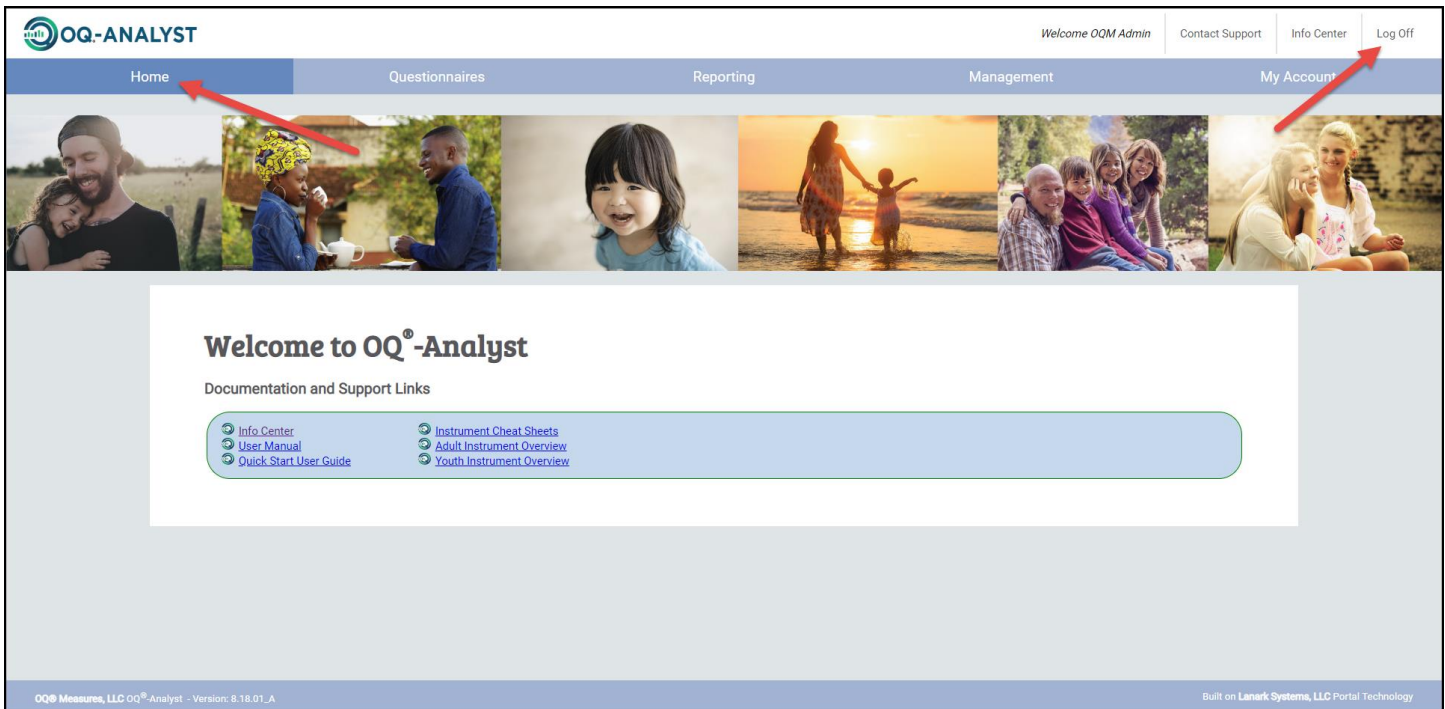 OQ-ANALYST
Welcome OQM Admin Contact Support Info Center Log Off
Home Questionnaires Reporting Management My Account
Welcome to OQ®-Analyst
Documentation and Support Links
Info Center Instrument Cheat Sheets
User Manual Adult Instrument Overview
Quick Start User Guide Youth Instrument Overview
OQ® Measures, LLC OQ®-Analyst - Version: 8.18.01_A Built on Lanark Systems, LLC Portal Technology